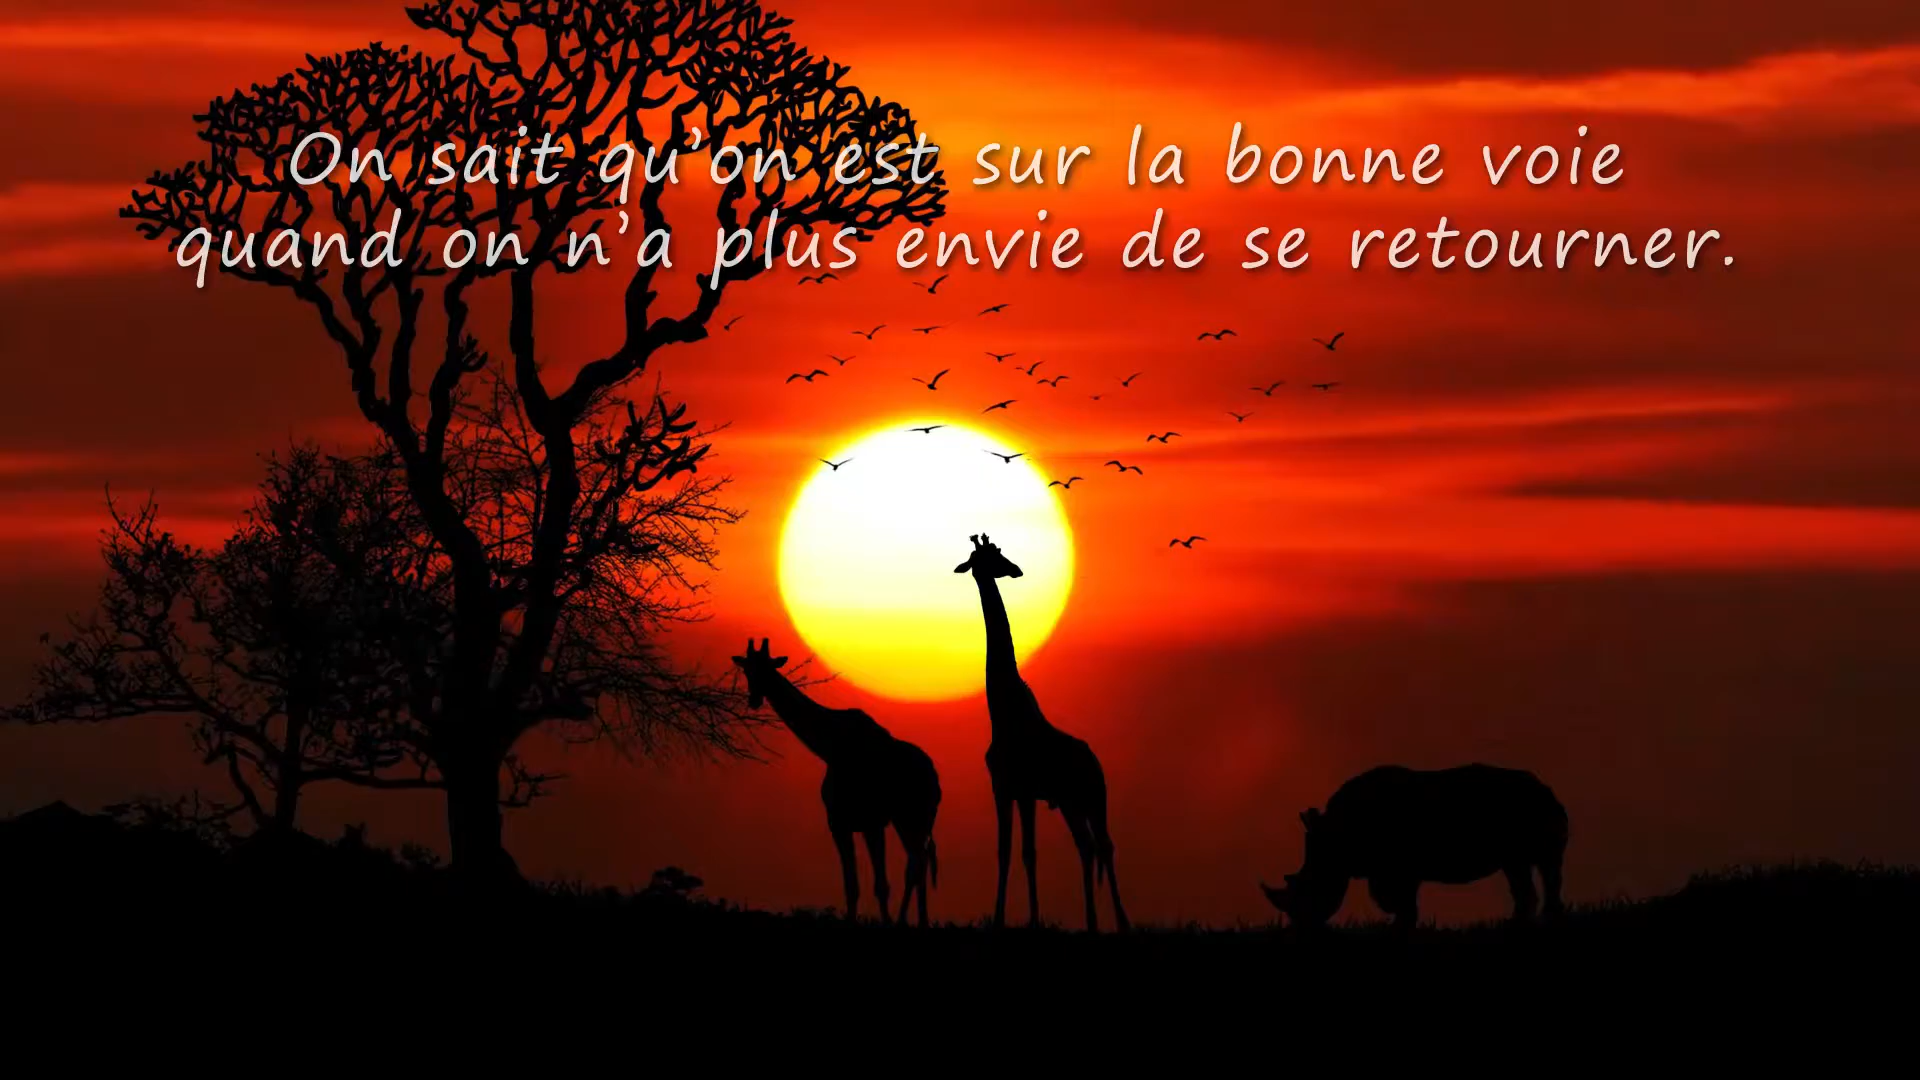 On sait qu’on est sur la bonne voie
quand on n’a plus envie de se retourner.